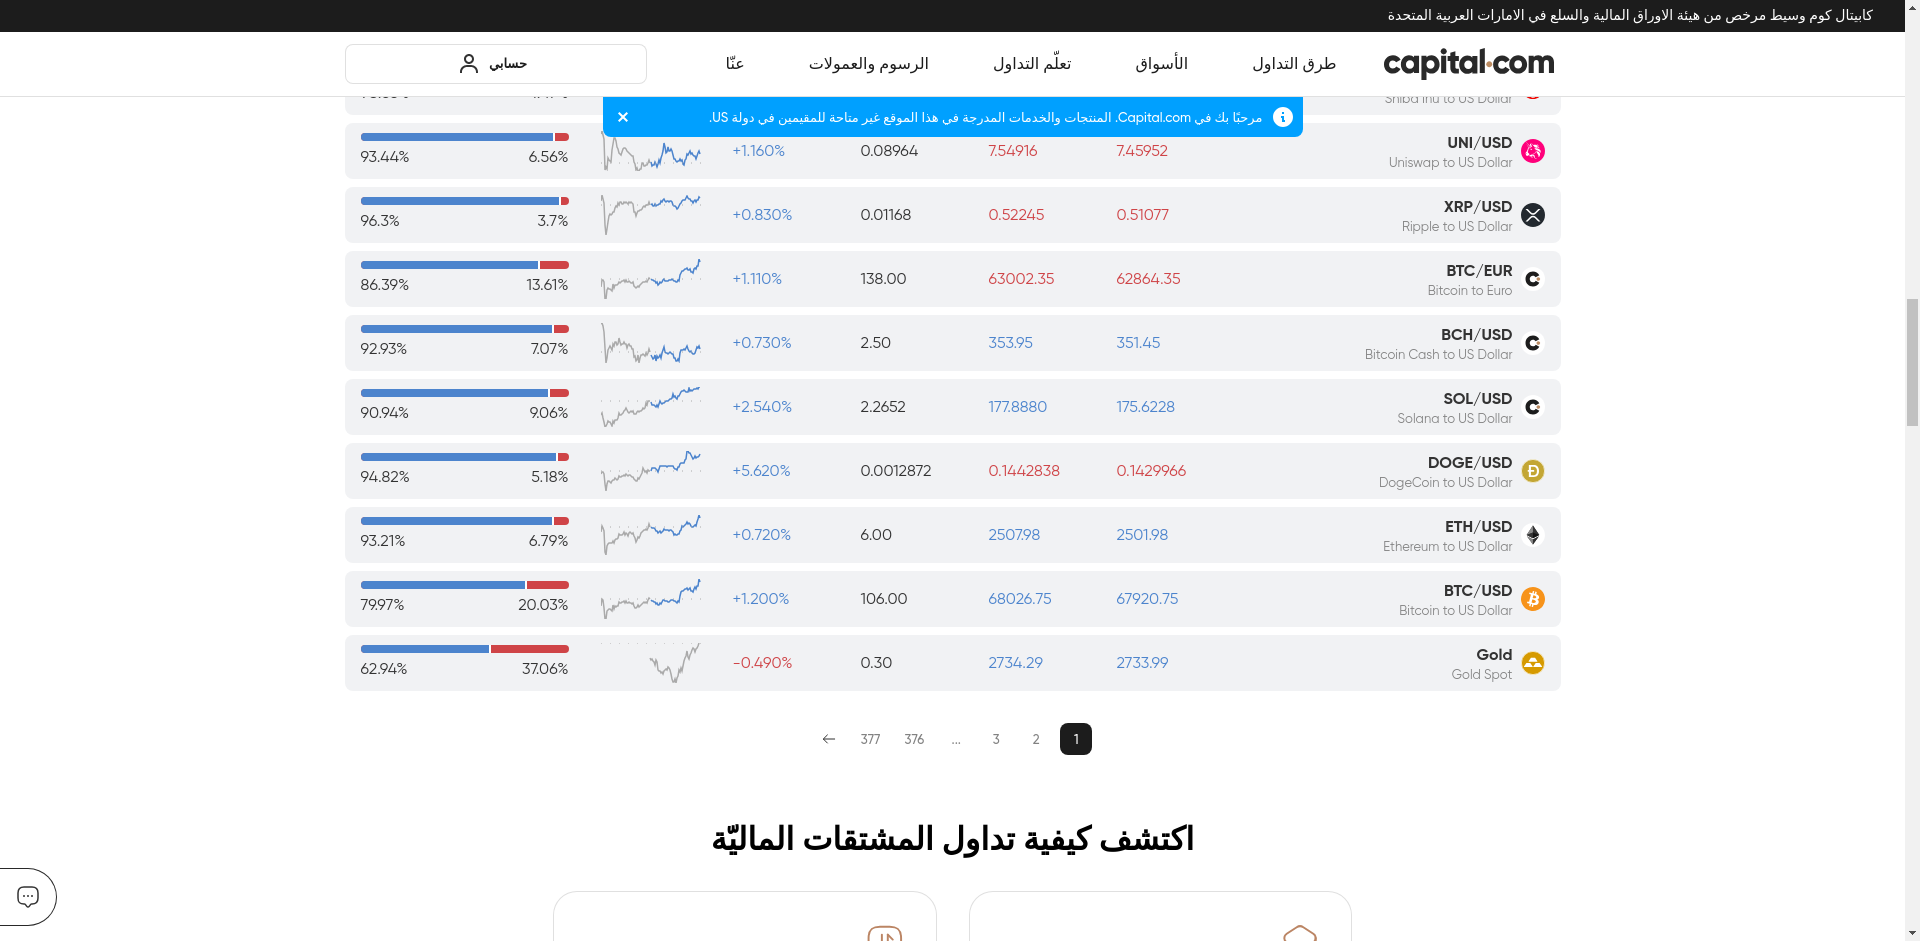 كابيتال كوم وسيط مرخص من هيئة الاوراق المالية والسلع في الامارات العربية المتحدة
capital.com
طرق التداول
الأسواق
تعلّم التداول
الرسوم والعمولات
عنّا
حسابي
مرحبًا بك في Capital.com. المنتجات والخدمات المدرجة في هذا الموقع غير متاحة للمقيمين في دولة US.
Shiba Inu to US Dollar
UNI/USD
Uniswap to US Dollar
7.45952
7.54916
0.08964
+1.160%
6.56%
93.44%
XRP/USD
Ripple to US Dollar
0.51077
0.52245
0.01168
+0.830%
3.7%
96.3%
BTC/EUR
Bitcoin to Euro
62864.35
63002.35
138.00
+1.110%
13.61%
86.39%
BCH/USD
Bitcoin Cash to US Dollar
351.45
353.95
2.50
+0.730%
7.07%
92.93%
SOL/USD
Solana to US Dollar
175.6228
177.8880
2.2652
+2.540%
9.06%
90.94%
DOGE/USD
DogeCoin to US Dollar
0.1429966
0.1442838
0.0012872
+5.620%
5.18%
94.82%
ETH/USD
Ethereum to US Dollar
2501.98
2507.98
6.00
+0.720%
6.79%
93.21%
BTC/USD
Bitcoin to US Dollar
67920.75
68026.75
106.00
+1.200%
20.03%
79.97%
Gold
Gold Spot
2733.99
2734.29
0.30
-0.490%
37.06%
62.94%
1
2
3
...
376
377
اكتشف كيفية تداول المشتقات الماليّة